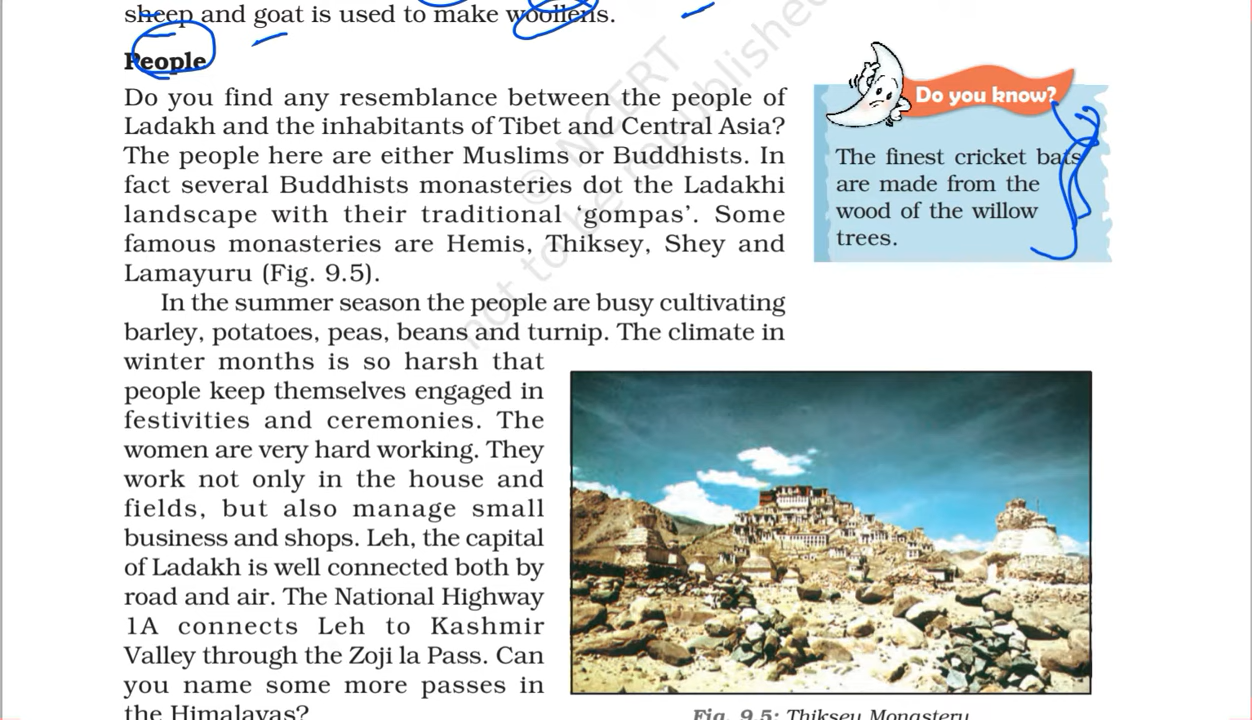 sheep and goat is used to make woollens.
People
Do you find any resemblance between the people of
Ladakh and the inhabitants of Tibet and Central Asia?
The people here are either Muslims or Buddhists. In
fact several Buddhists monasteries dot the Ladakhi
landscape with their traditional ‘gompas’. Some
famous monasteries are Hemis, Thiksey, Shey and
Lamayuru (Fig. 9.5).
In the summer season the people are busy cultivating
barley, potatoes, peas, beans and turnip. The climate in
winter months is so harsh that
people keep themselves engaged in
festivities and ceremonies. The
women are very hard working. They
work not only in the house and
fields, but also manage small
business and shops. Leh, the capital
of Ladakh is well connected both by
road and air. The National Highway
1A connects Leh to Kashmir
Valley through the Zoji la Pass. Can
you name some more passes in
the Himalayas?
Do you know?
The finest cricket bats
are made from the
wood of the willow
trees.
Fig. 9.5: Thiksey Monastery
© NCERT
not to be republished